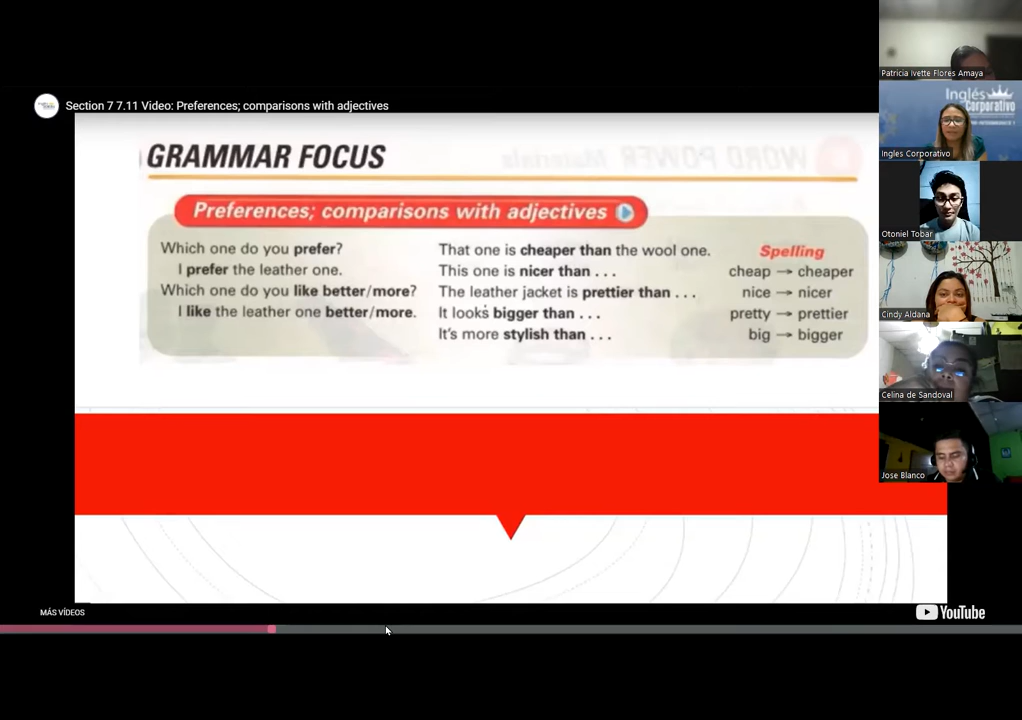 Section 7 7.11 Video: Preferences; comparisons with adjectives
GRAMMAR FOCUS
Preferences; comparisons with adjectives
Which one do you prefer?
I prefer the leather one.
Which one do you like better/more?
I like the leather one better/more.
That one is cheaper than the wool one.
This one is nicer than . . .
The leather jacket is prettier than . . .
It looks bigger than . . .
It's more stylish than . . .
Spelling
cheap → cheaper
nice → nicer
pretty → prettier
big → bigger
WORD POWER
MÁS VÍDEOS
YouTube
Patricia Ivette Flores Amaya
Inglés
Corporativo
Ingles Corporativo
Otoniel Tobar
Cindy Aldana
Celina de Sandoval
Jose Blanco